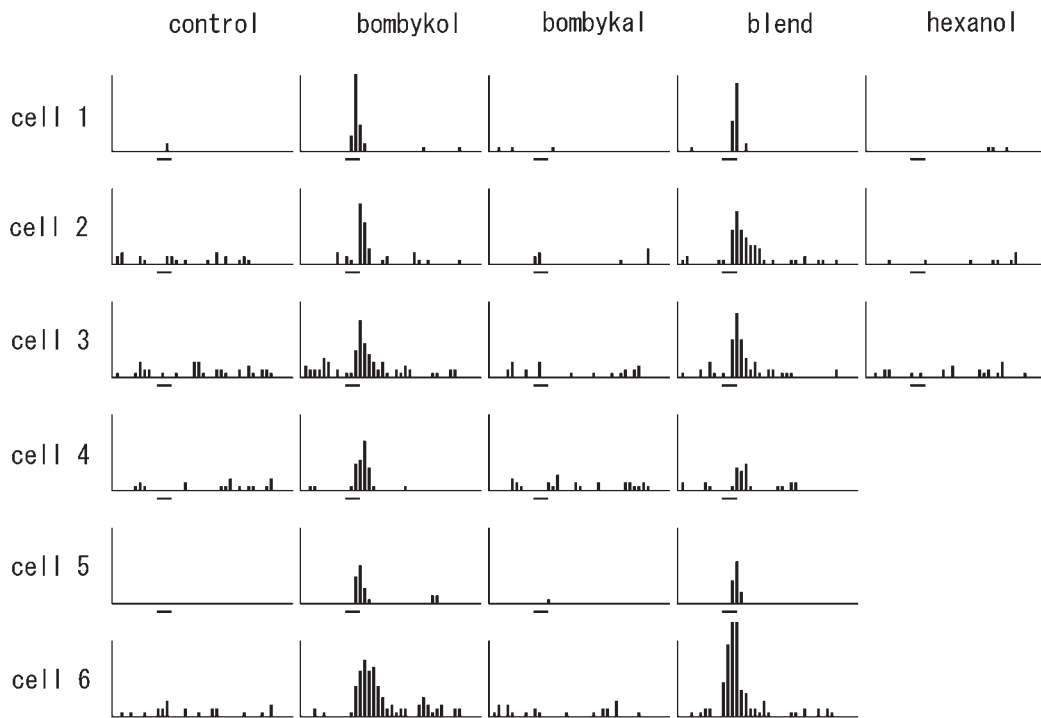 control bombykol bombykal blend hexanol
cell 1
cell 2
cell 3
cell 4
cell 5
cell 6